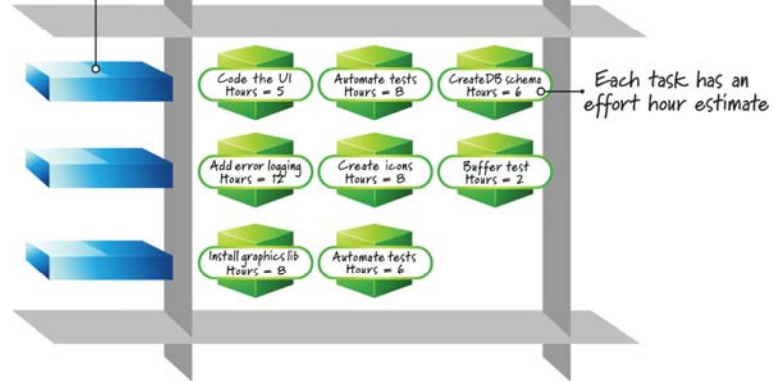 Code the UI
Hours = 5
Automate tests
Hours = 8
Create DB schema
Hours = 6
Each task has an
effort hour estimate
Add error logging
Hours = 12
Create icons
Hours = 8
Buffer test
Hours = 2
Install graphics lib
Hours = 8
Automate tests
Hours = 6